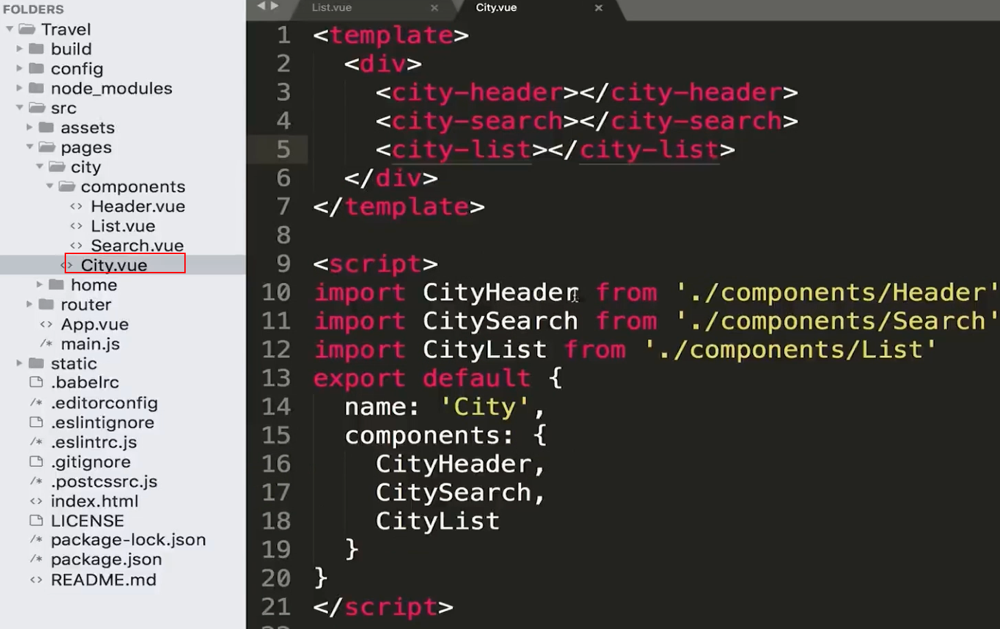 FOLDERS
Travel
build
config
node_modules
src
assets
pages
city
components
Header.vue
List.vue
Search.vue
City.vue
home
router
App.vue
main.js
static
.babelrc
.editorconfig
.eslintignore
.eslintrc.js
.gitignore
.postcssrc.js
index.html
LICENSE
package-lock.json
package.json
README.md
List.vue
City.vue
1 <template>
2 <div>
3 <city-header></city-header>
4 <city-search></city-search>
5 <city-list></city-list>
6 </div>
7 </template>
8
9 <script>
10 import CityHeader from './components/Header'
11 import CitySearch from './components/Search'
12 import CityList from './components/List'
13 export default {
14 name: 'City',
15 components: {
16 CityHeader,
17 CitySearch,
18 CityList
19 }
20 }
21 </script>